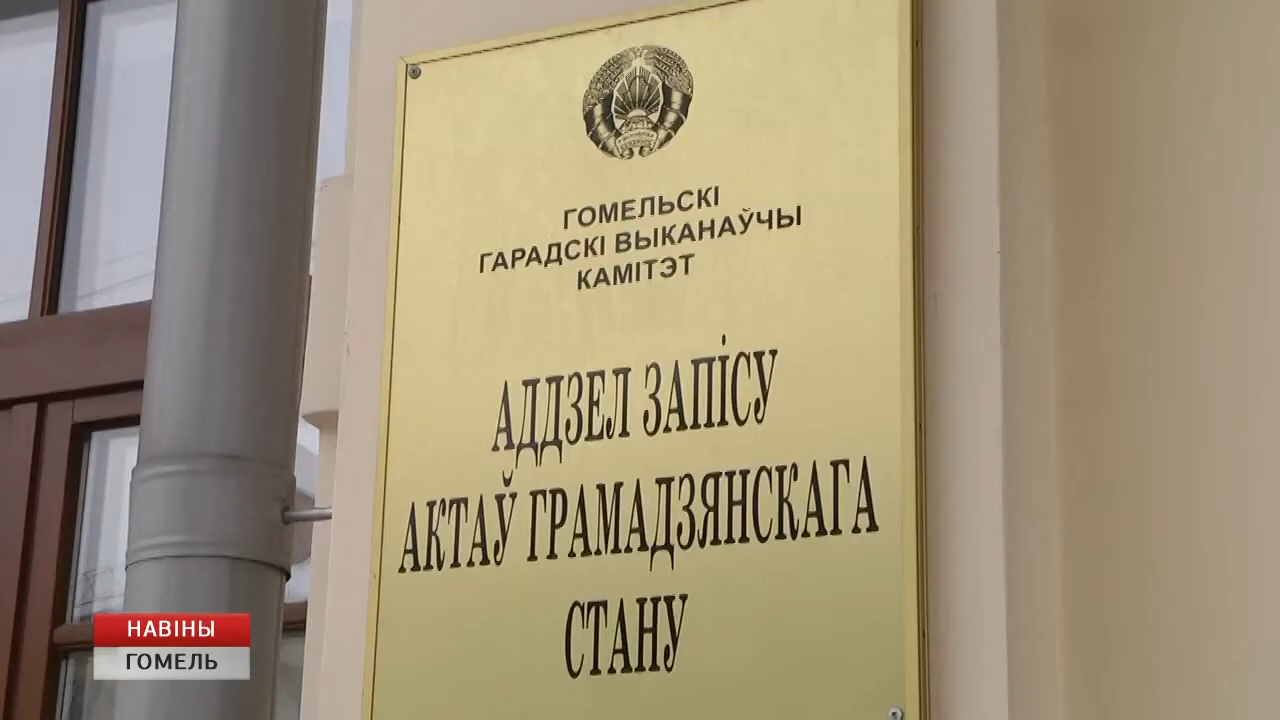 ГОМЕЛЬСКІ
ГАРАДСКІ ВЫКАНАЎЧЫ
КАМІТЭТ
АДДЗЕЛ ЗАПІСУ
АКТАЎ ГРАМАДЗЯНСКАГА
СТАНУ
НАВІНЫ
ГОМЕЛЬ